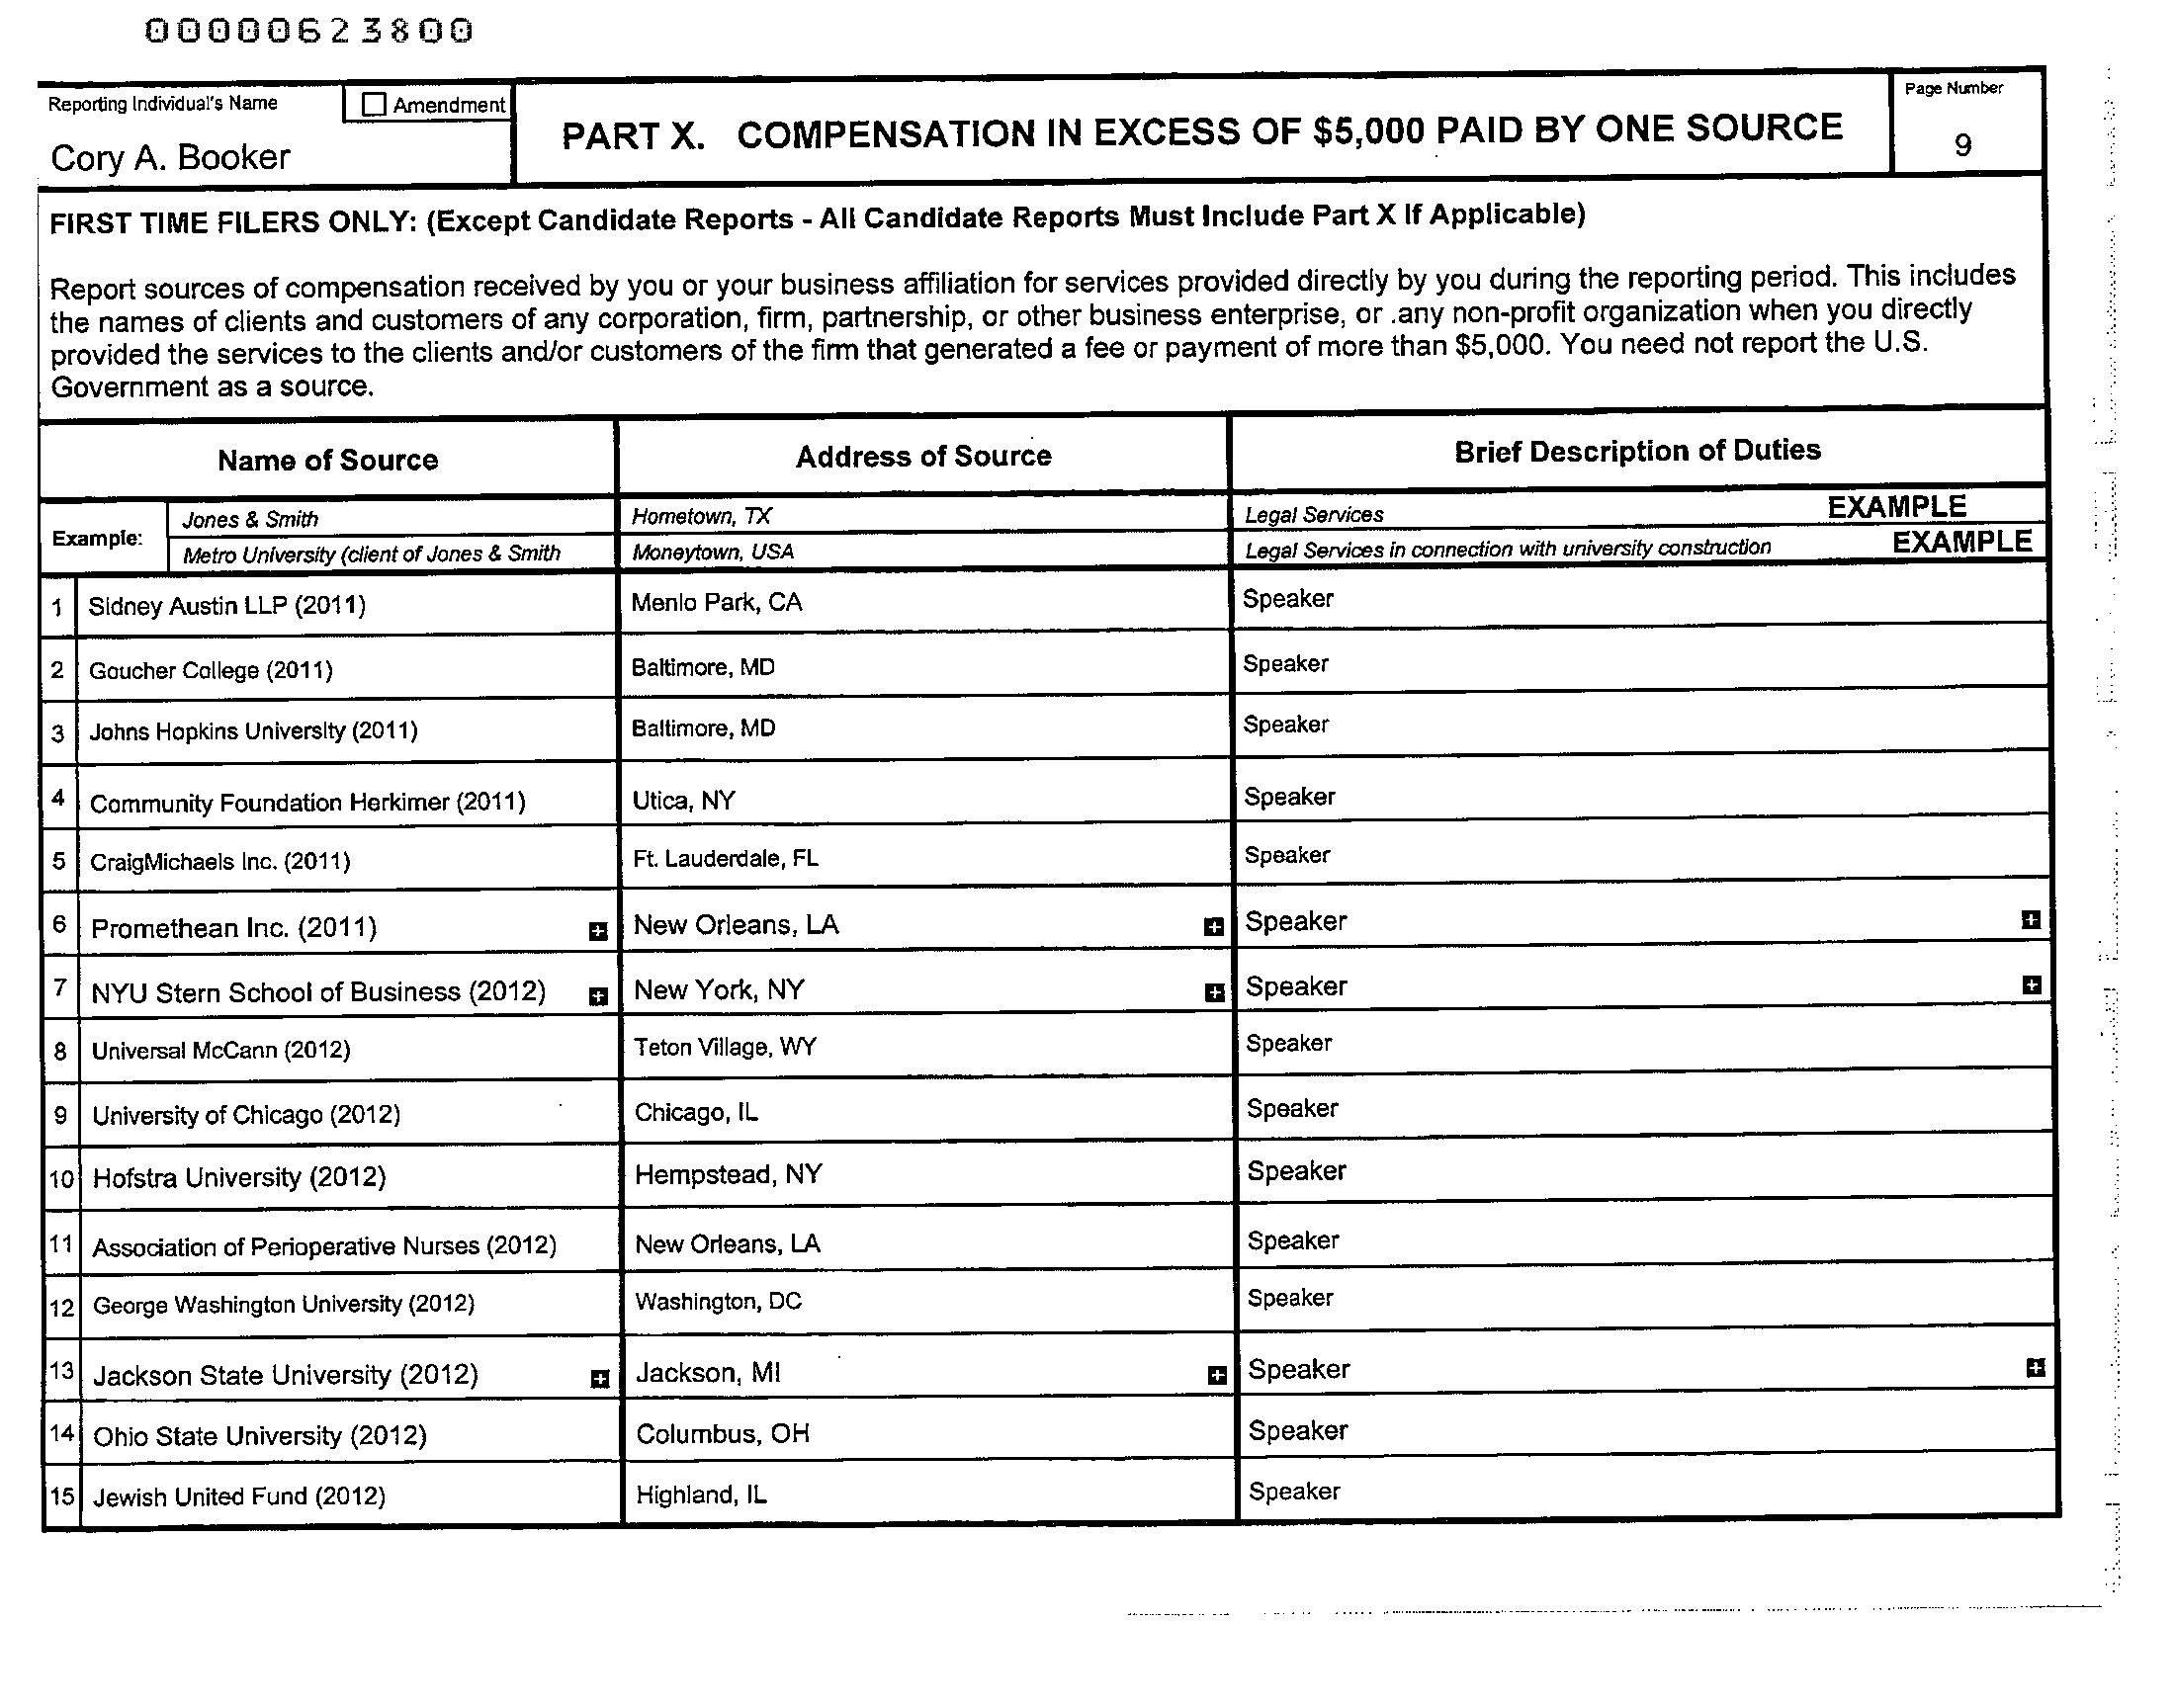 00000623800
Reporting Individual's Name
Amendment
Cory A. Booker
PART X. COMPENSATION IN EXCESS OF $5,000 PAID BY ONE SOURCE
Page Number
9
FIRST TIME FILERS ONLY: (Except Candidate Reports - All Candidate Reports Must Include Part X If Applicable)
Report sources of compensation received by you or your business affiliation for services provided directly by you during the reporting period. This includes
the names of clients and customers of any corporation, firm, partnership, or other business enterprise, or .any non-profit organization when you directly
provided the services to the clients and/or customers of the firm that generated a fee or payment of more than $5,000. You need not report the U.S.
Government as a source.
Name of Source Address of Source Brief Description of Duties
Example:
Jones & Smith Hometown, TX Legal Services EXAMPLE
Metro University (client of Jones & Smith Moneytown, USA Legal Services in connection with university construction EXAMPLE
1 Sidney Austin LLP (2011) Menlo Park, CA Speaker
2 Goucher College (2011) Baltimore, MD Speaker
3 Johns Hopkins University (2011) Baltimore, MD Speaker
4 Community Foundation Herkimer (2011) Utica, NY Speaker
5 CraigMichaels Inc. (2011) Ft. Lauderdale, FL Speaker
6 Promethean Inc. (2011) + New Orleans, LA + Speaker +
7 NYU Stern School of Business (2012) + New York, NY + Speaker +
8 Universal McCann (2012) Teton Village, WY Speaker
9 University of Chicago (2012) Chicago, IL Speaker
10 Hofstra University (2012) Hempstead, NY Speaker
11 Association of Perioperative Nurses (2012) New Orleans, LA Speaker
12 George Washington University (2012) Washington, DC Speaker
13 Jackson State University (2012) + Jackson, MI + Speaker +
14 Ohio State University (2012) Columbus, OH Speaker
15 Jewish United Fund (2012) Highland, IL Speaker